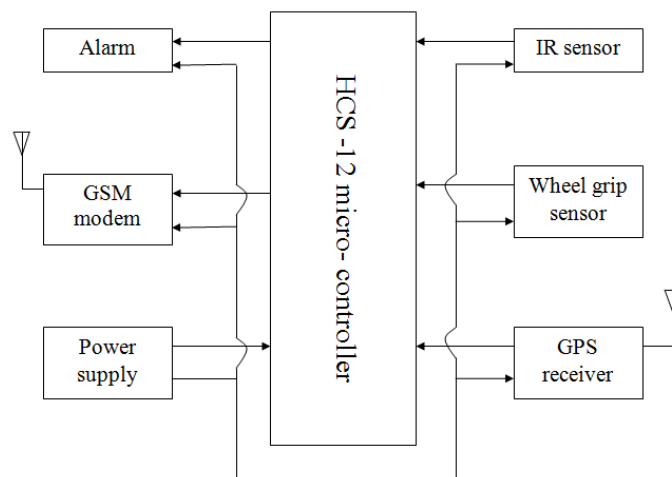 Alarm
IR sensor
HCS -12 micro- controller
GSM
modem
Wheel grip
sensor
Power
supply
GPS
receiver